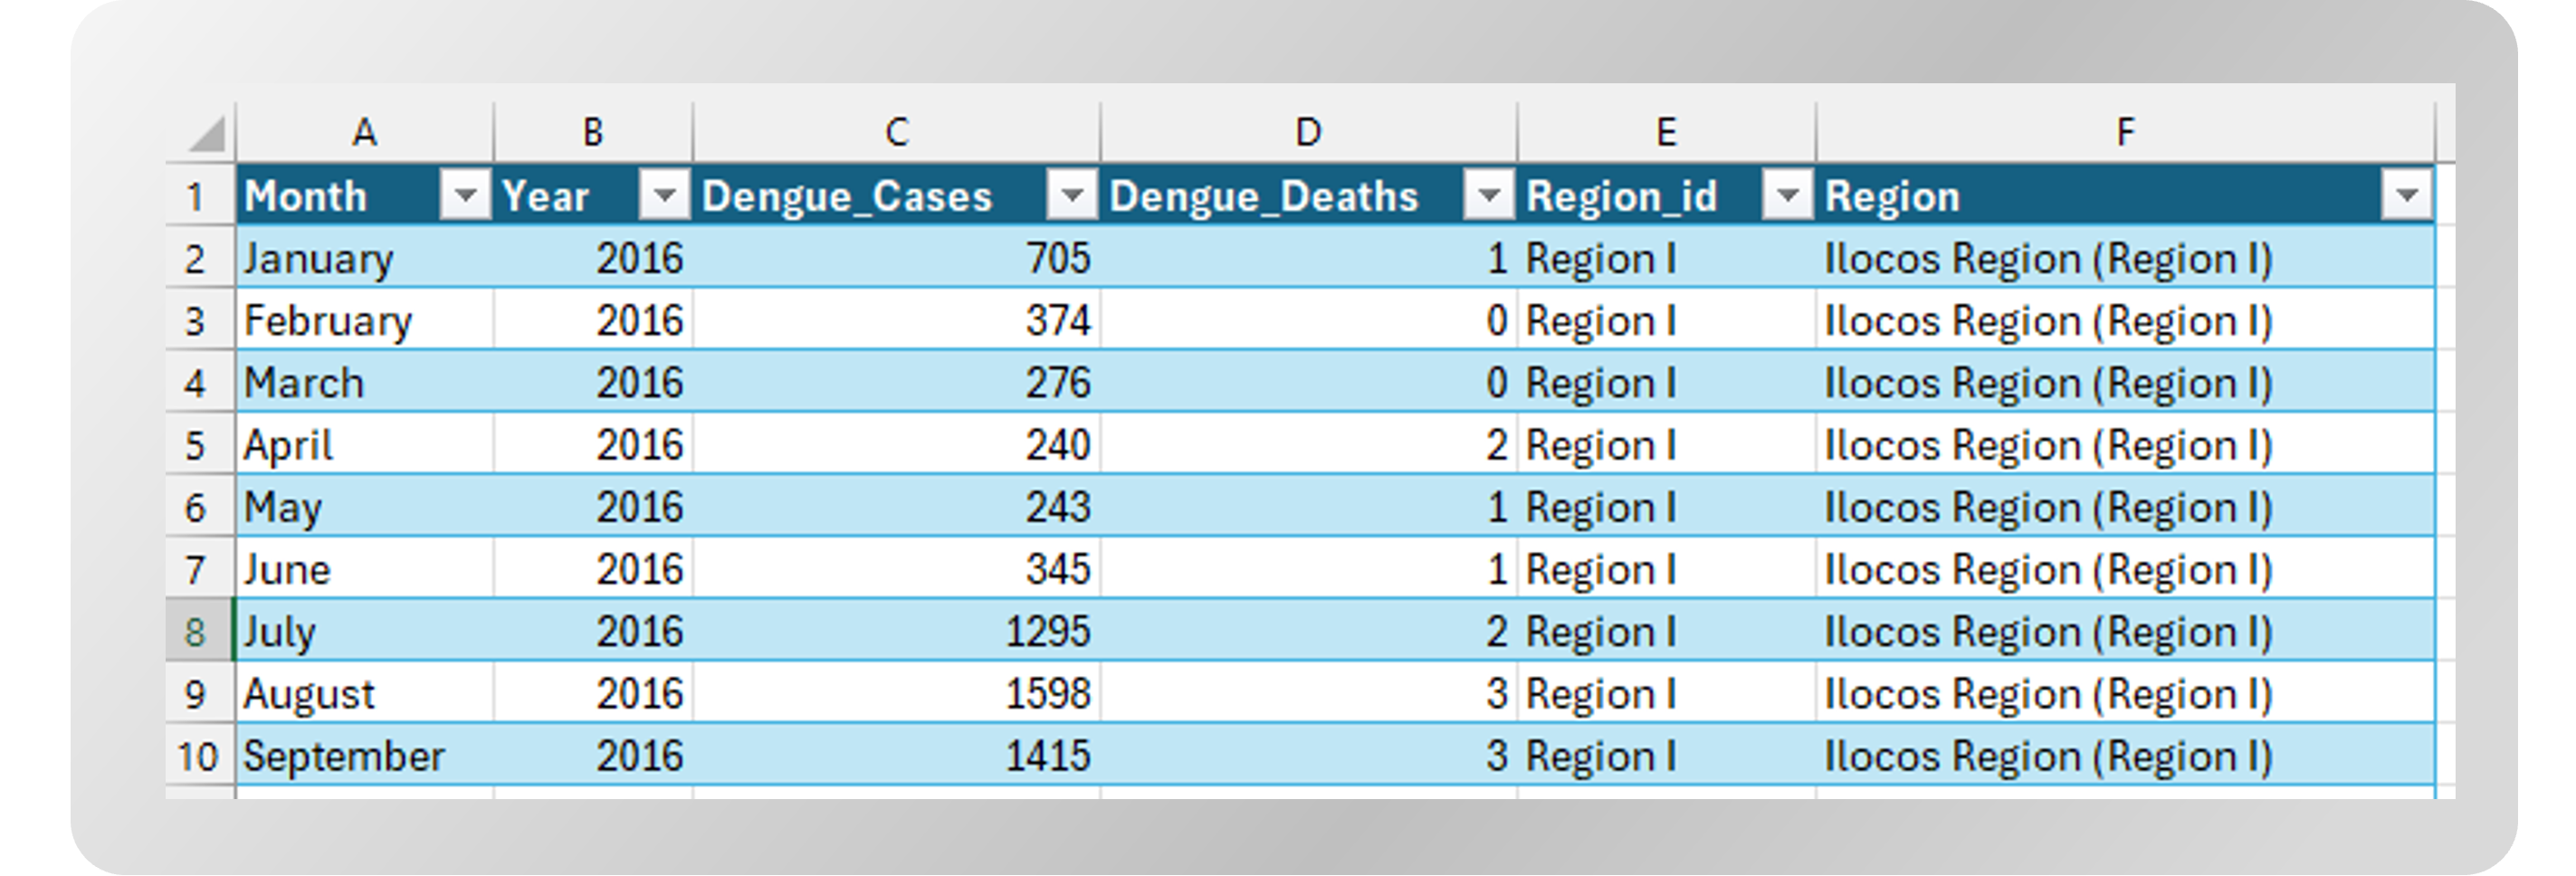 A B C D E F
1 Month Year Dengue_Cases Dengue_Deaths Region_id Region
2 January 2016 705 1 Region I Ilocos Region (Region I)
3 February 2016 374 0 Region I Ilocos Region (Region I)
4 March 2016 276 0 Region I Ilocos Region (Region I)
5 April 2016 240 2 Region I Ilocos Region (Region I)
6 May 2016 243 1 Region I Ilocos Region (Region I)
7 June 2016 345 1 Region I Ilocos Region (Region I)
8 July 2016 1295 2 Region I Ilocos Region (Region I)
9 August 2016 1598 3 Region I Ilocos Region (Region I)
10 September 2016 1415 3 Region I Ilocos Region (Region I)